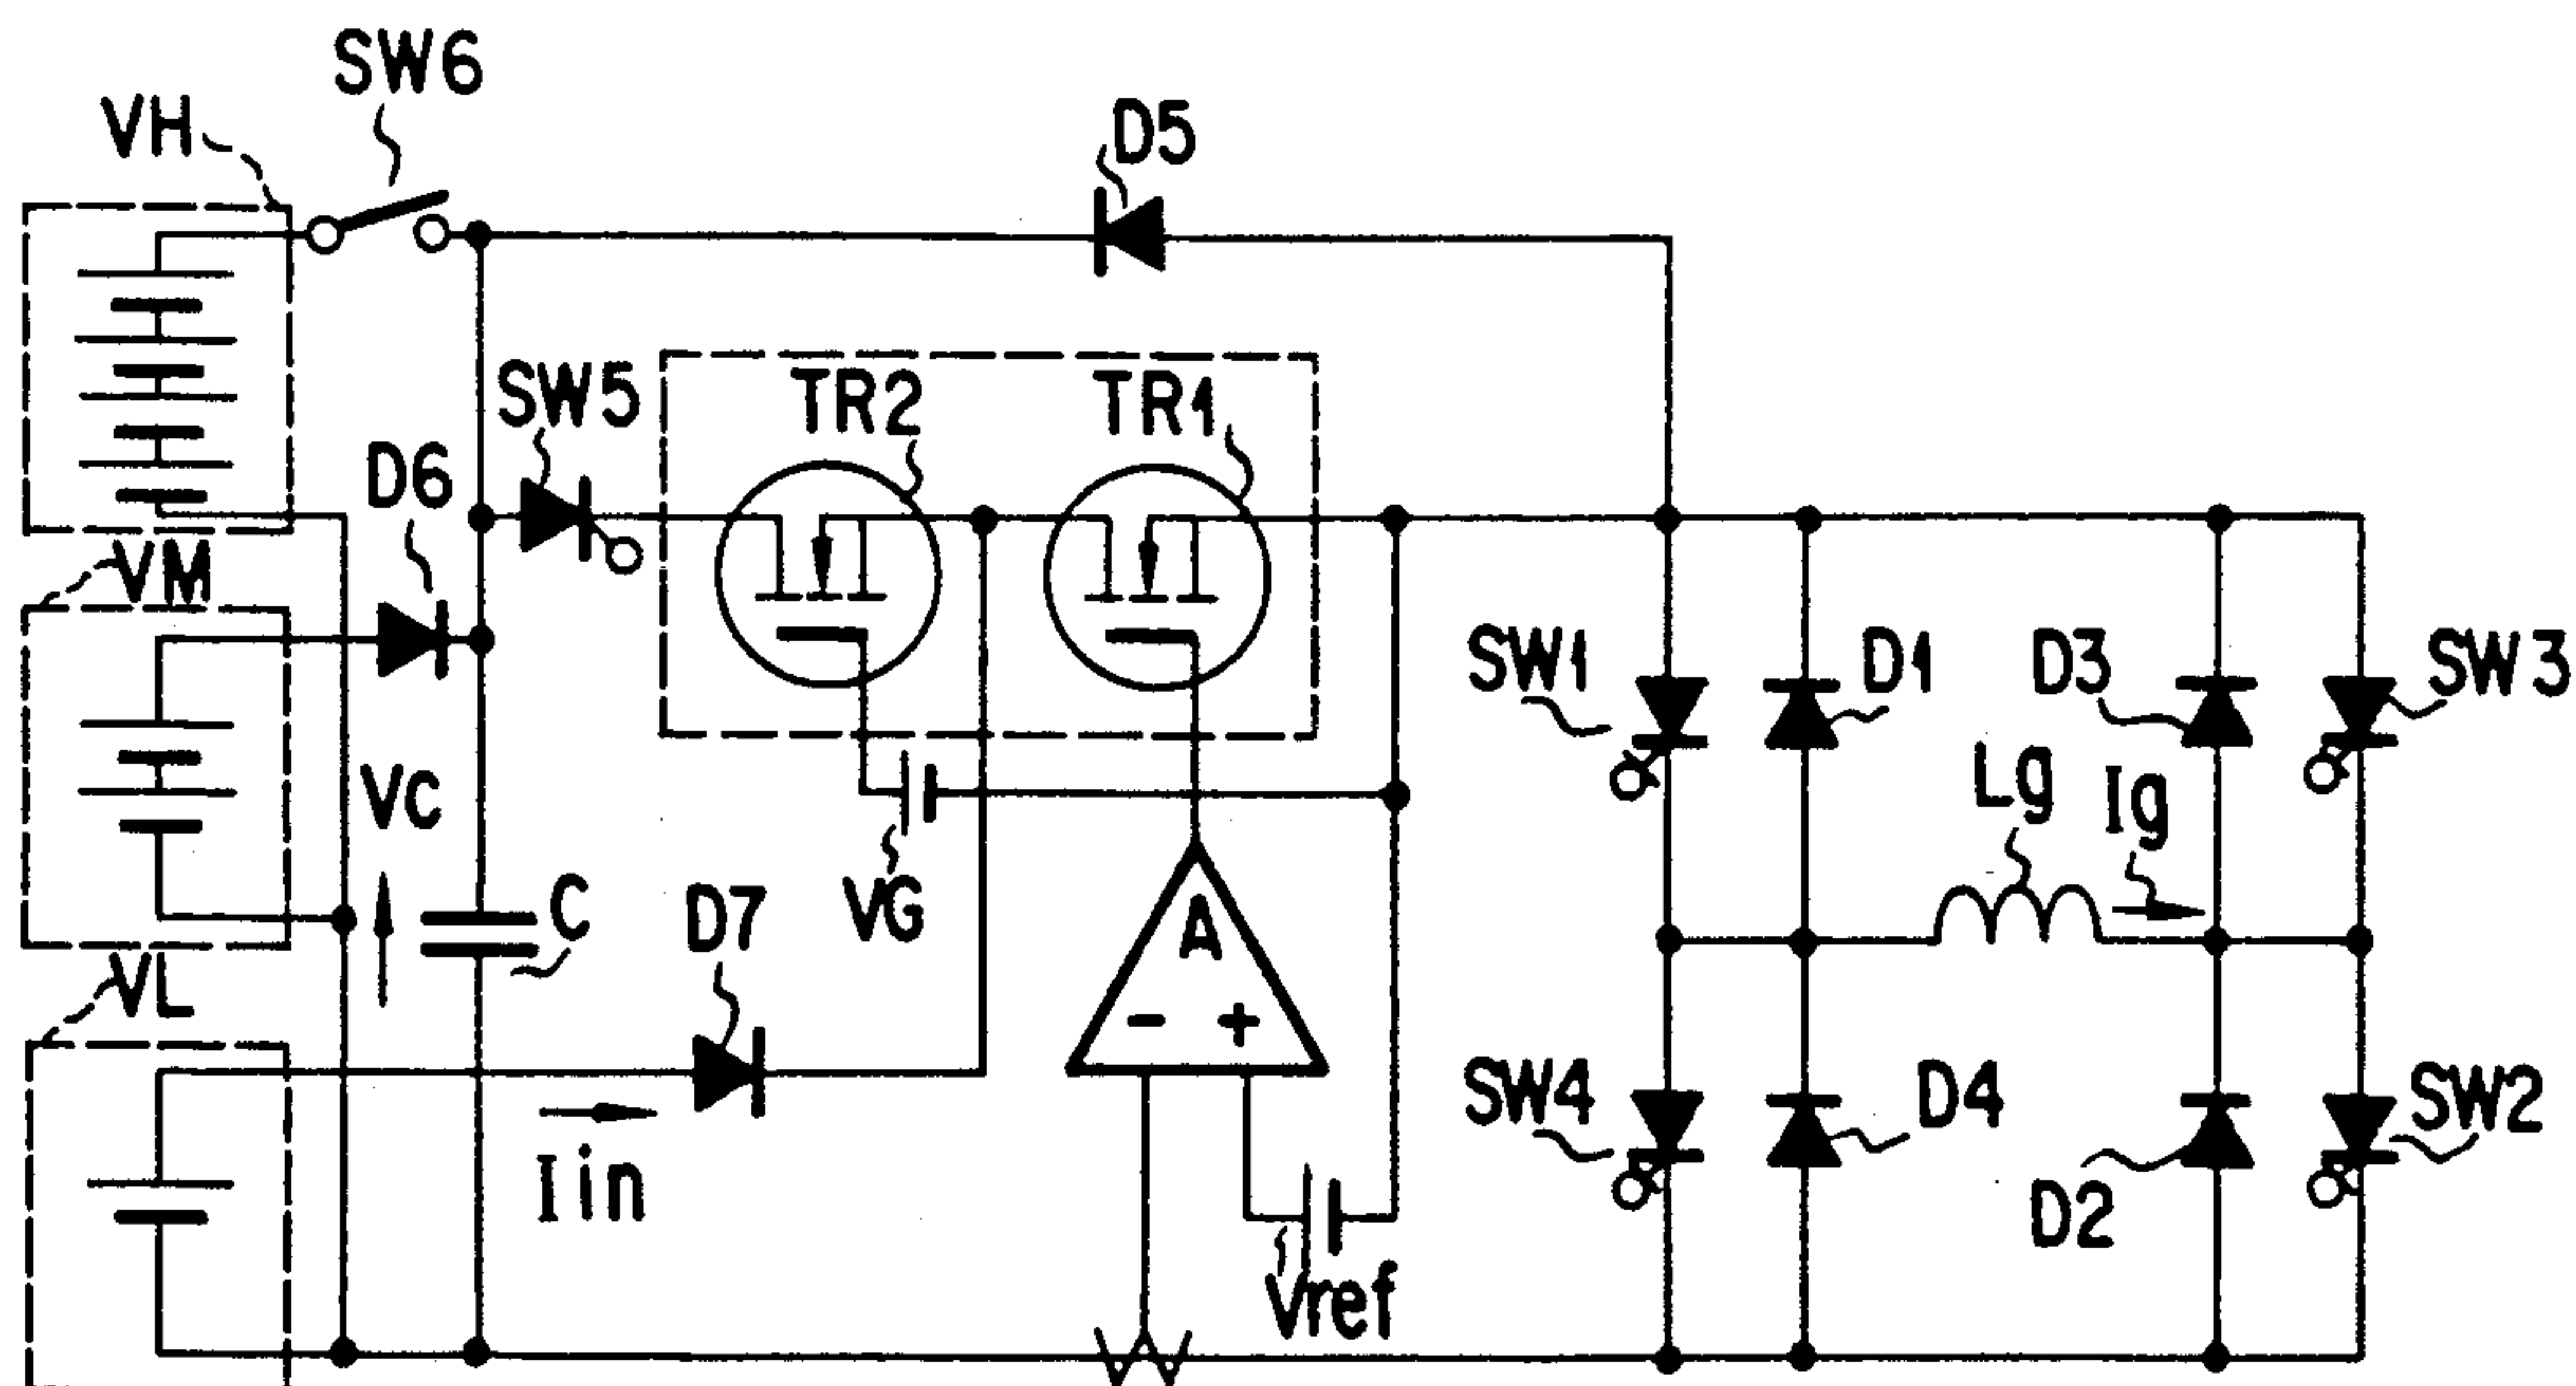 SW6
VH
D5
SW5
TR2
TR1
D6
VM
SW1
D1
D3
SW3
Lg
Ig
Vc
C
D7
VG
A
VL
- +
SW4
D4
SW2
Iin
D2
Vref